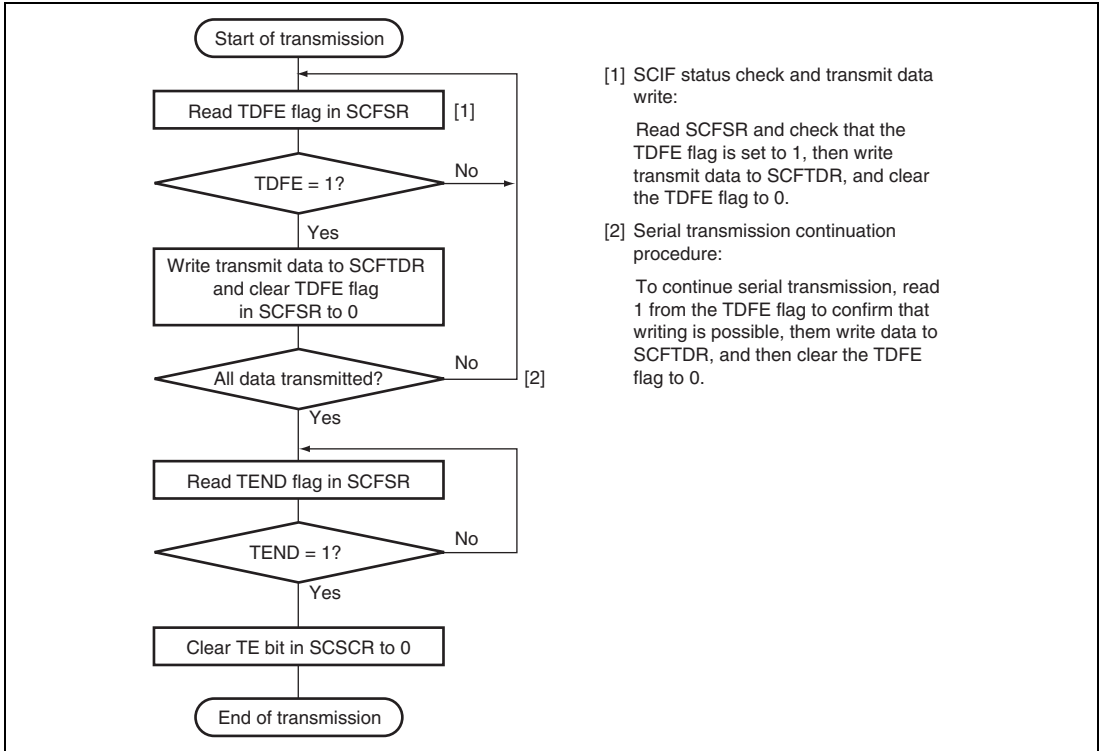 Start of transmission
Read TDFE flag in SCFSR
[1]
TDFE = 1?
No
Yes
Write transmit data to SCFTDR
and clear TDFE flag
in SCFSR to 0
All data transmitted?
No
[2]
Yes
Read TEND flag in SCFSR
TEND = 1?
No
Yes
Clear TE bit in SCSCR to 0
End of transmission
[1] SCIF status check and transmit data
write:
Read SCFSR and check that the
TDFE flag is set to 1, then write
transmit data to SCFTDR, and clear
the TDFE flag to 0.
[2] Serial transmission continuation
procedure:
To continue serial transmission, read
1 from the TDFE flag to confirm that
writing is possible, them write data to
SCFTDR, and then clear the TDFE
flag to 0.